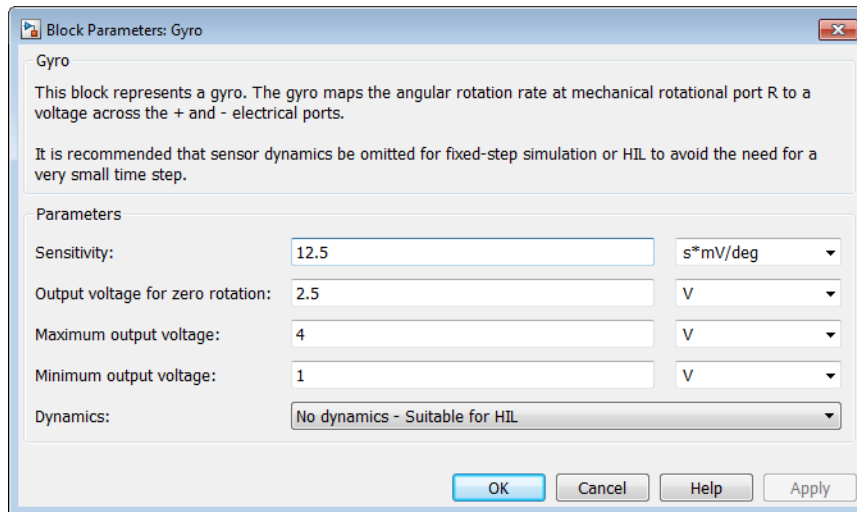 Block Parameters: Gyro
Gyro
This block represents a gyro. The gyro maps the angular rotation rate at mechanical rotational port R to a
voltage across the + and - electrical ports.
It is recommended that sensor dynamics be omitted for fixed-step simulation or HIL to avoid the need for a
very small time step.
Parameters
Sensitivity: 12.5 s*mV/deg
Output voltage for zero rotation: 2.5 V
Maximum output voltage: 4 V
Minimum output voltage: 1 V
Dynamics: No dynamics - Suitable for HIL
OK Cancel Help Apply